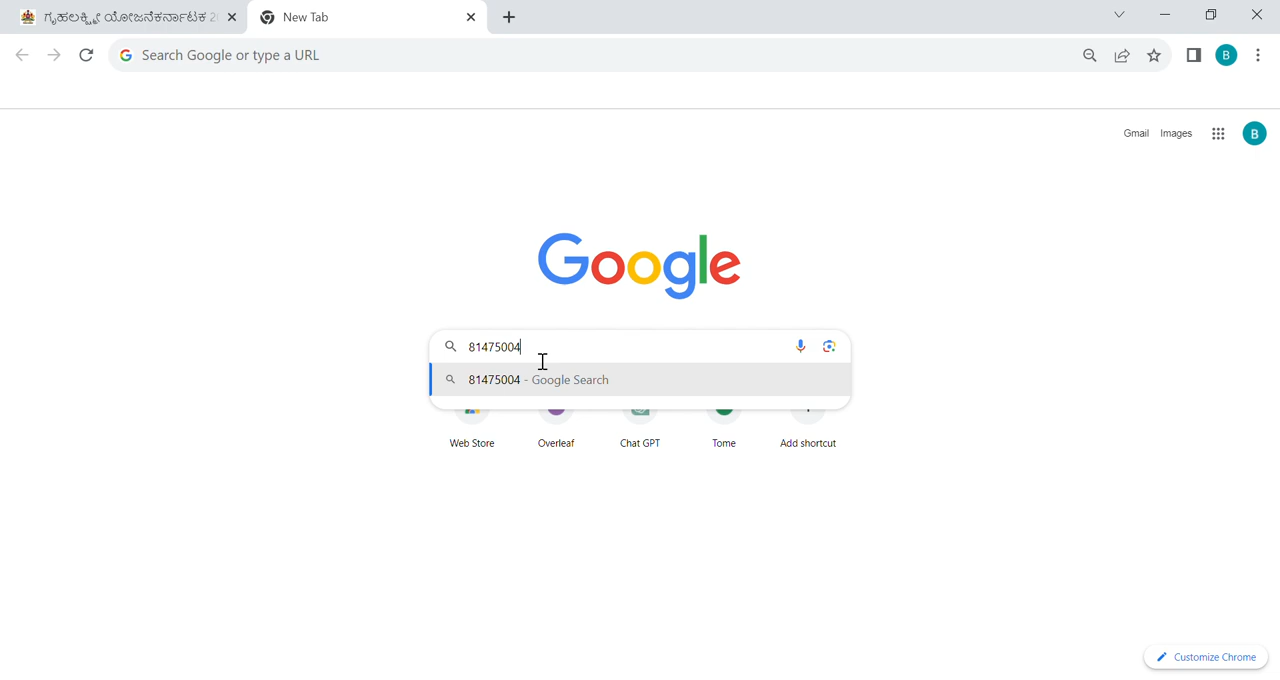 ಗೃಹಲಕ್ಷ್ಮೀ ಯೋಜನೆಕರ್ನಾಟಕ 2
New Tab
Search Google or type a URL
B
Gmail Images
B
Google
81475004
81475004 - Google Search
Web Store Overleaf Chat GPT Tome Add shortcut
Customize Chrome